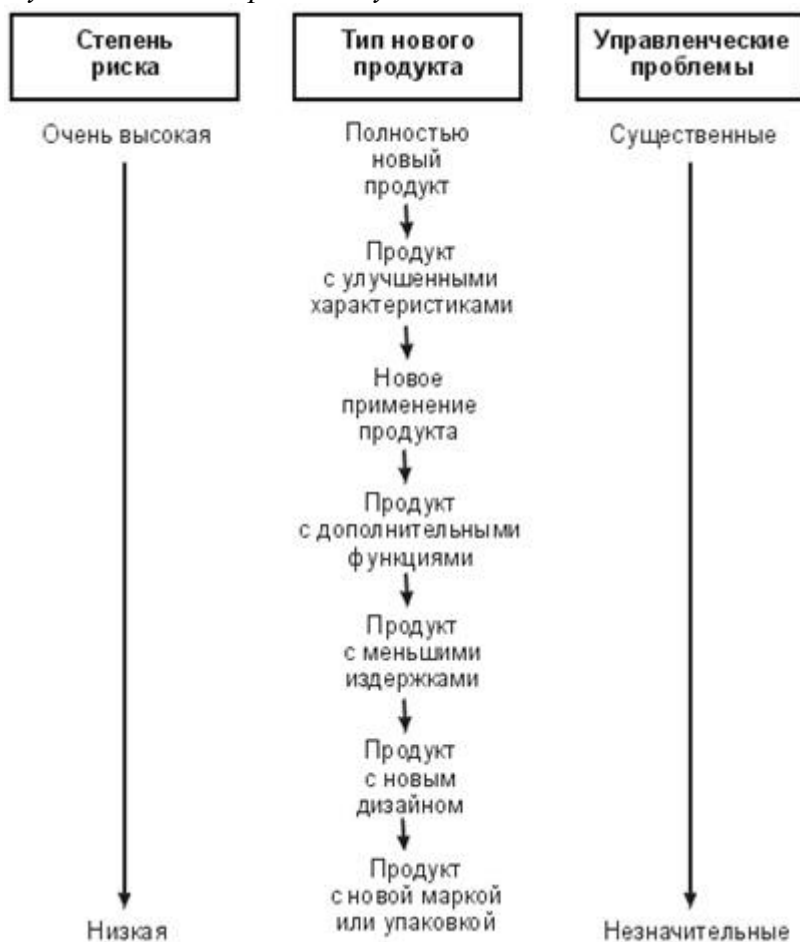 Степень
риска
Тип нового
продукта
Управленческие
проблемы
Очень высокая
Полностью
новый
продукт
Существенные
Продукт
с улучшенными
характеристиками
Новое
применение
продукта
Продукт
с дополнительными
функциями
Продукт
с меньшими
издержками
Продукт
с новым
дизайном
Продукт
с новой маркой
или упаковкой
Низкая
Незначительные